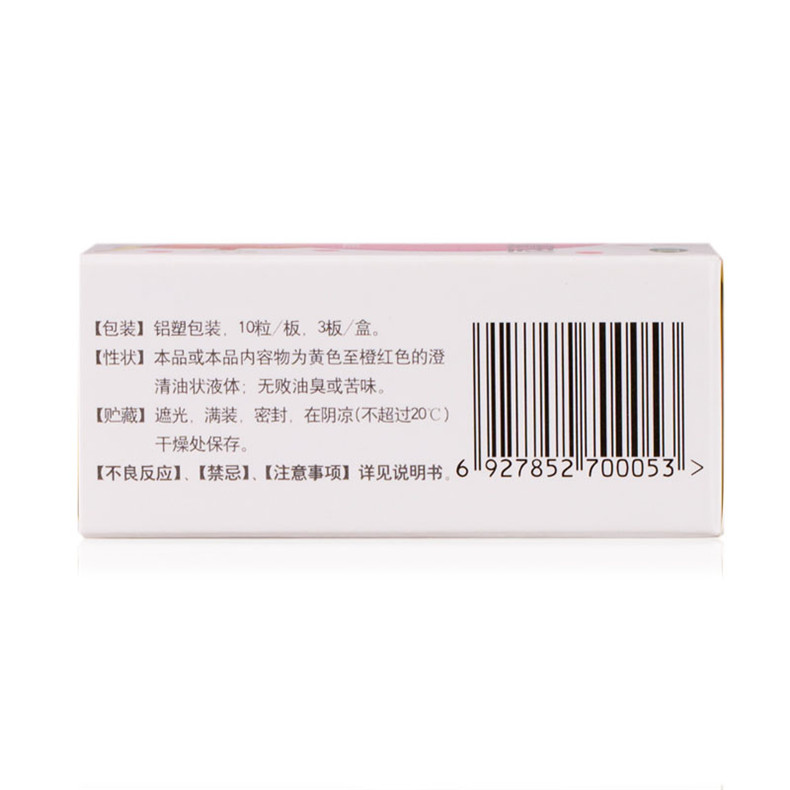 【包装】铝塑包装，10粒/板，3板/盒。
【性状】本品或本品内容物为黄色至橙红色的澄
清油状液体；无败油臭或苦味。
【贮藏】遮光，满装，密封，在阴凉(不超过20℃)
干燥处保存。
【不良反应】、【禁忌】、【注意事项】详见说明书。
6 927852 700053 >